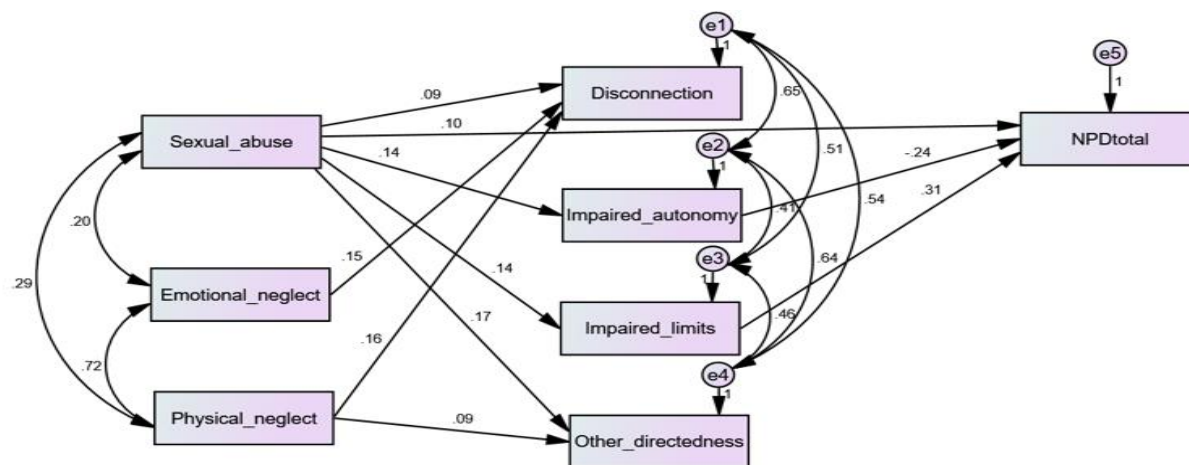 e1
1
e5
1
Disconnection
.09
.65
.10
Sexual_abuse
NPDtotal
e2
1
.14
-.24
.51
.31
.20
Impaired_autonomy
.41
.54
e3
1
.15
.14
.64
.29
Emotional_neglect
.17
Impaired_limits
.46
.16
.72
e4
1
Physical_neglect
.09
Other_directedness